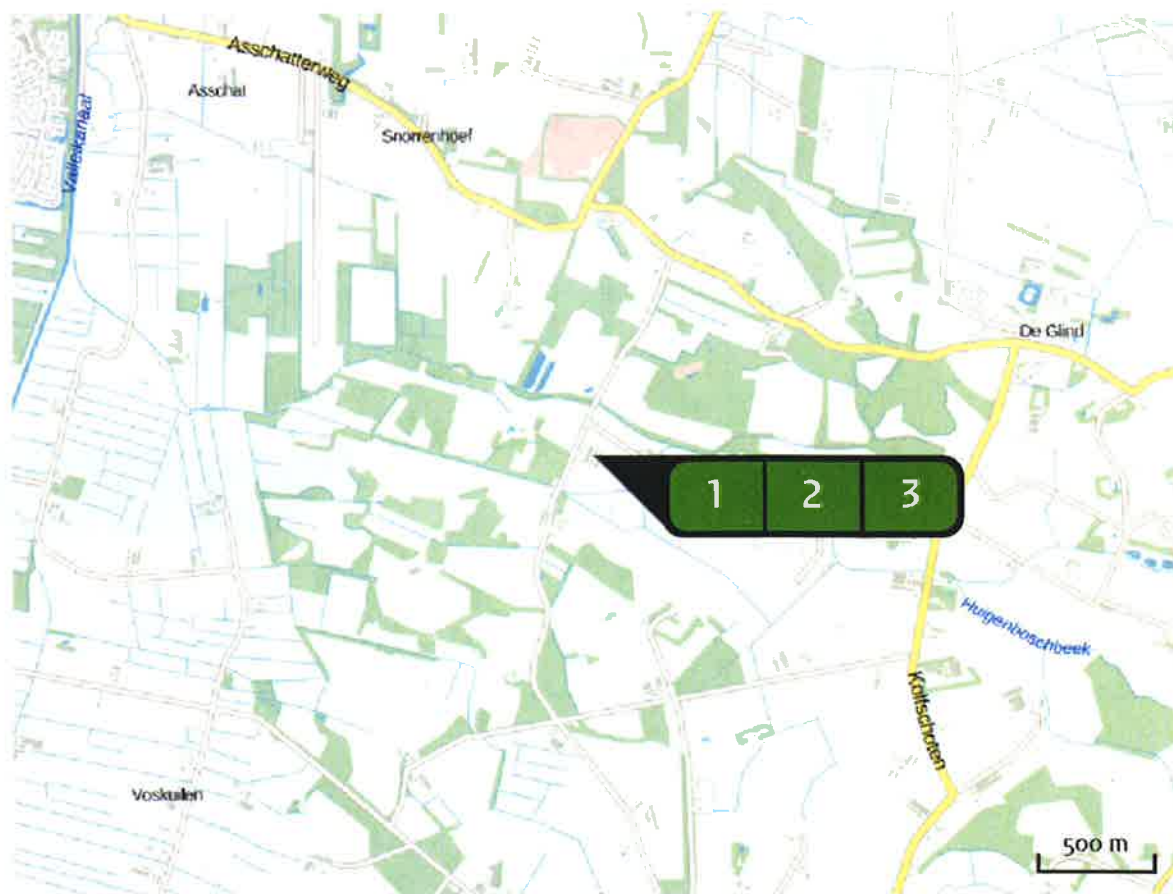 Asschatterweg
Asschat
Valleikanaal
Snorrenhoef
De Glind
1 2 3
Huigenboschbeek
Kolfschoten
Voskuilen
500 m